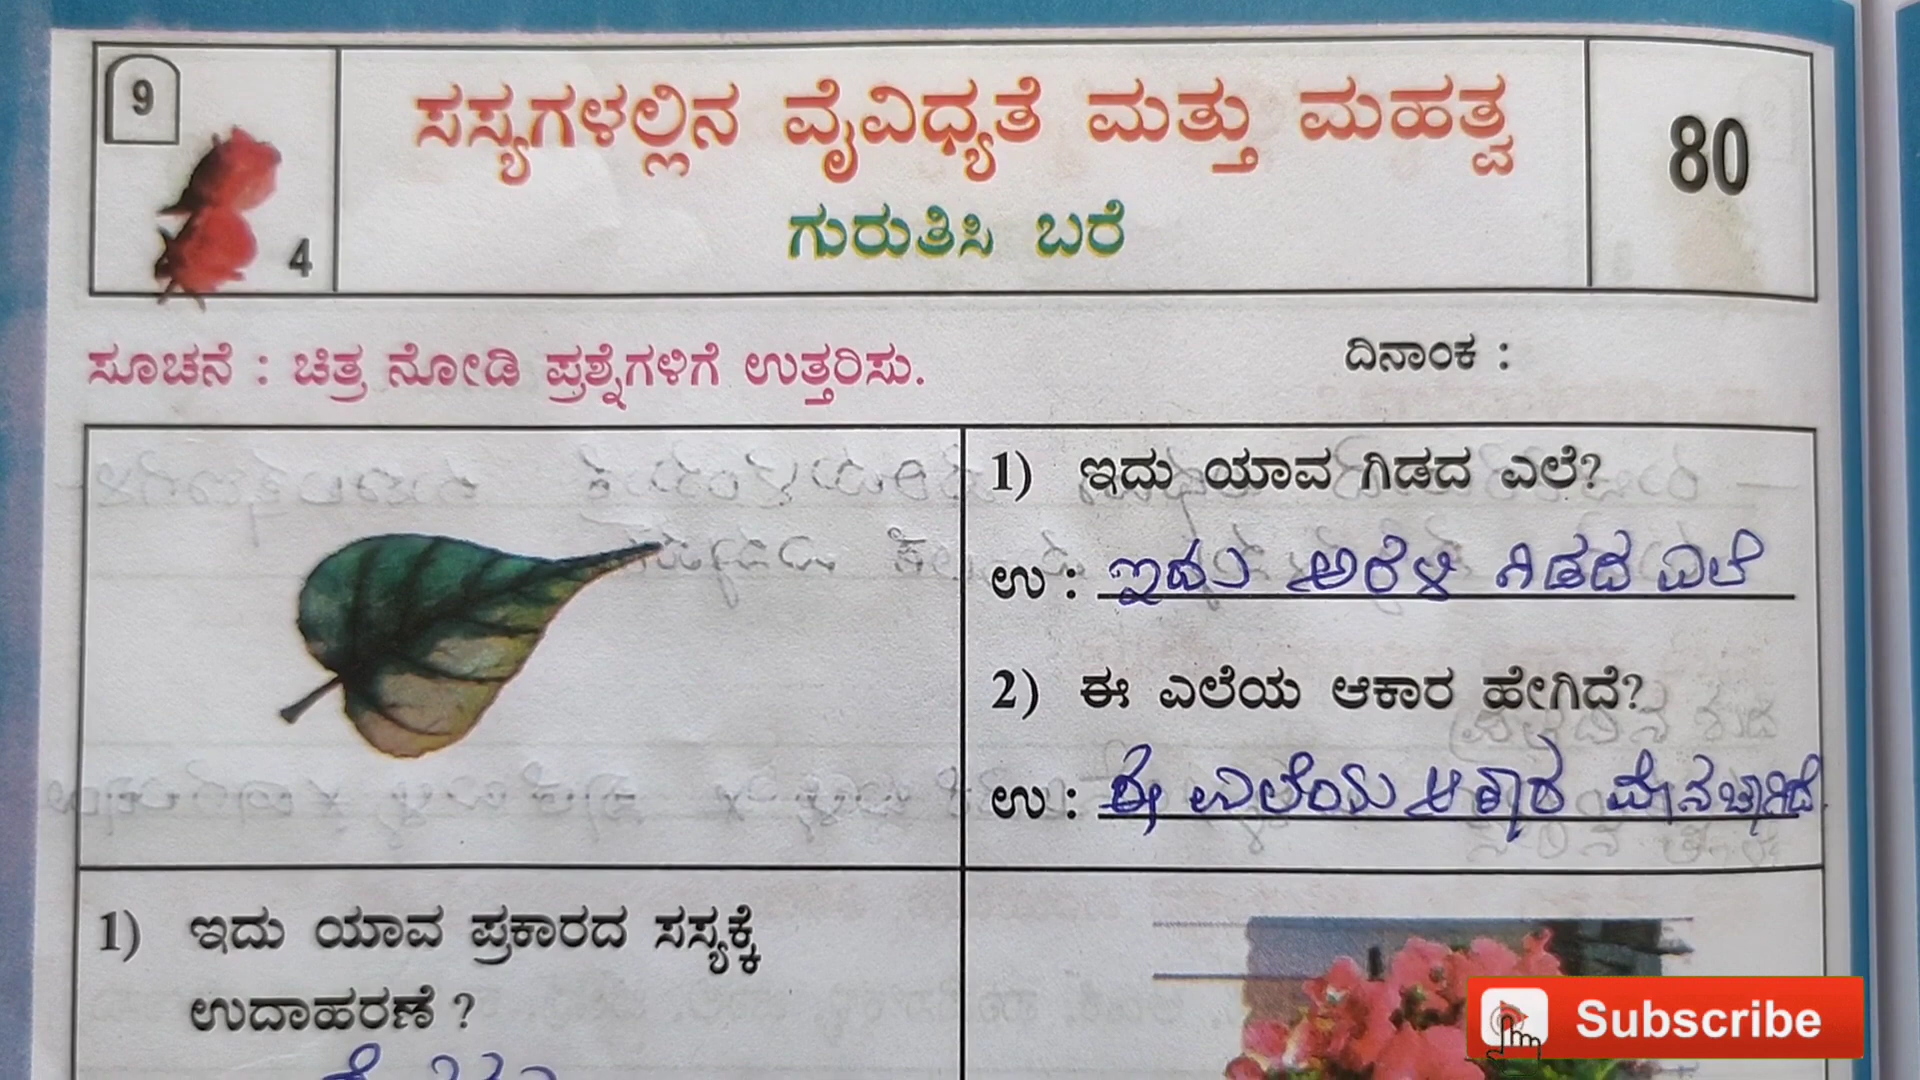 9
ಸಸ್ಯಗಳಲ್ಲಿನ ವೈವಿಧ್ಯತೆ ಮತ್ತು ಮಹತ್ವ
80
ಗುರುತಿಸಿ ಬರೆ
4
ಸೂಚನೆ : ಚಿತ್ರ ನೋಡಿ ಪ್ರಶ್ನೆಗಳಿಗೆ ಉತ್ತರಿಸು.
ದಿನಾಂಕ :
1) ಇದು ಯಾವ ಗಿಡದ ಎಲೆ?
ಉ : ಇದು ಅರೆಳಿ ಗಿಡದ ಎಲೆ
2) ಈ ಎಲೆಯ ಆಕಾರ ಹೇಗಿದೆ?
ಉ : ಈ ಎಲೆಯ ಆಕಾರ
1) ಇದು ಯಾವ ಪ್ರಕಾರದ ಸಸ್ಯಕ್ಕೆ
ಉದಾಹರಣೆ ?
Subscribe